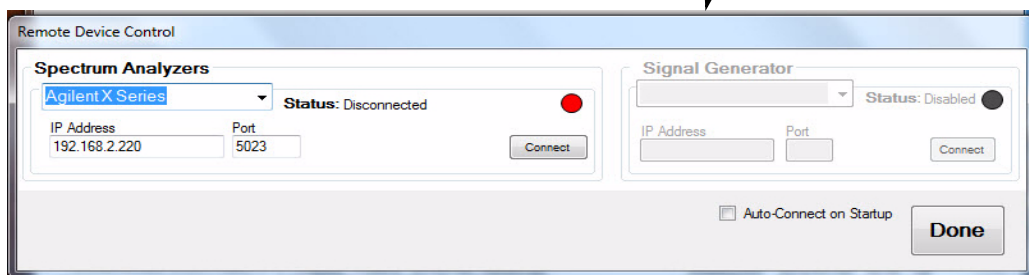 Remote Device Control
Spectrum Analyzers
Agilent X Series
Status: Disconnected
IP Address
Port
192.168.2.220
5023
Connect
Signal Generator
Status: Disabled
IP Address
Port
Connect
Auto-Connect on Startup
Done